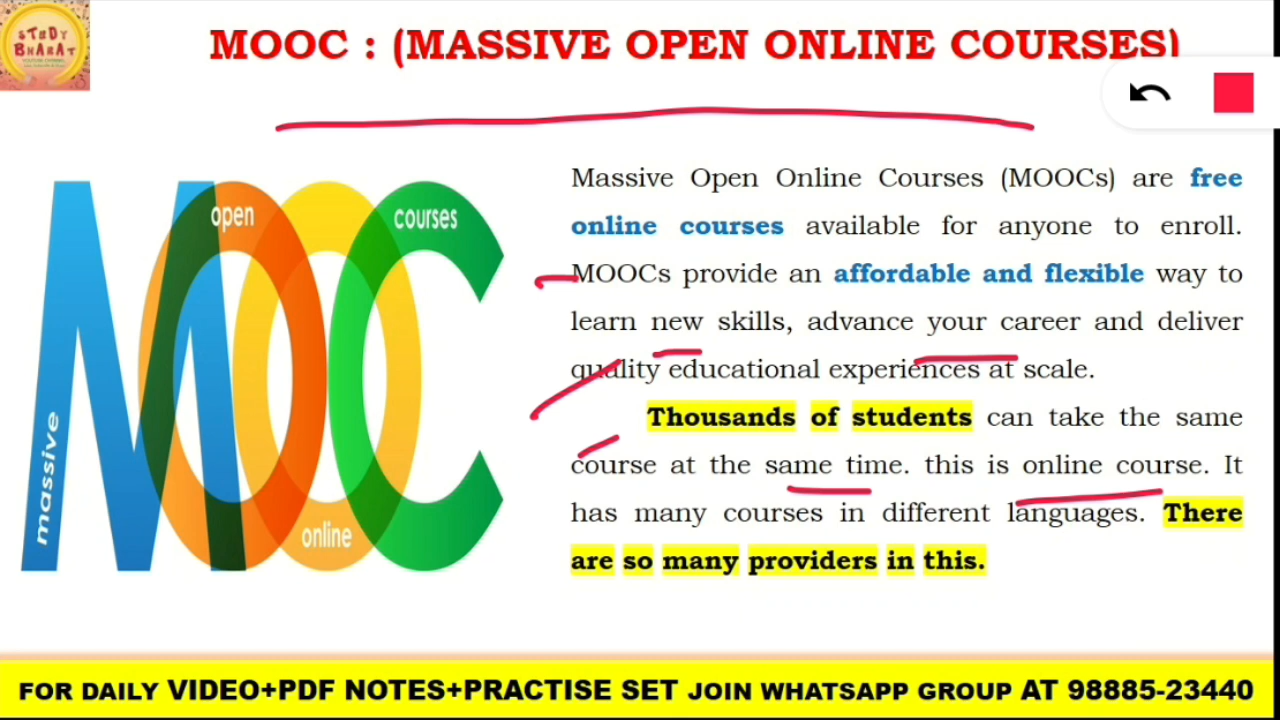 STUDY
BHARAT
YOUTUBE CHANNEL
MOOC : (MASSIVE OPEN ONLINE COURSES)
massive
open
online
courses
Massive Open Online Courses (MOOCs) are free
online courses available for anyone to enroll.
MOOCs provide an affordable and flexible way to
learn new skills, advance your career and deliver
quality educational experiences at scale.
Thousands of students can take the same
course at the same time. this is online course. It
has many courses in different languages. There
are so many providers in this.
FOR DAILY VIDEO+PDF NOTES+PRACTISE SET JOIN WHATSAPP GROUP AT 98885-23440